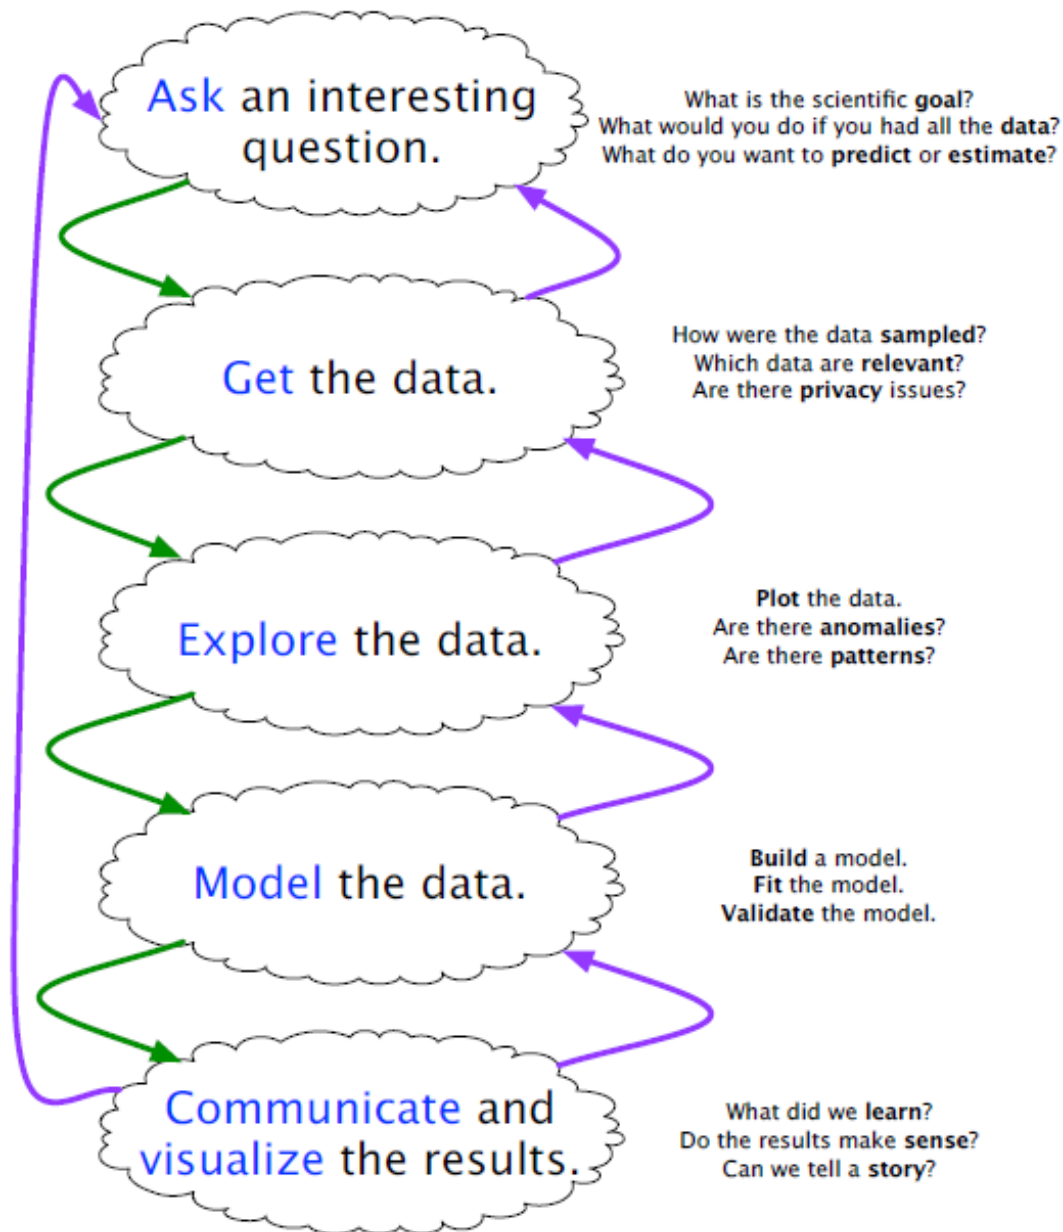 Ask an interesting
question.
What is the scientific goal?
What would you do if you had all the data?
What do you want to predict or estimate?
Get the data.
How were the data sampled?
Which data are relevant?
Are there privacy issues?
Explore the data.
Plot the data.
Are there anomalies?
Are there patterns?
Model the data.
Build a model.
Fit the model.
Validate the model.
Communicate and
visualize the results.
What did we learn?
Do the results make sense?
Can we tell a story?